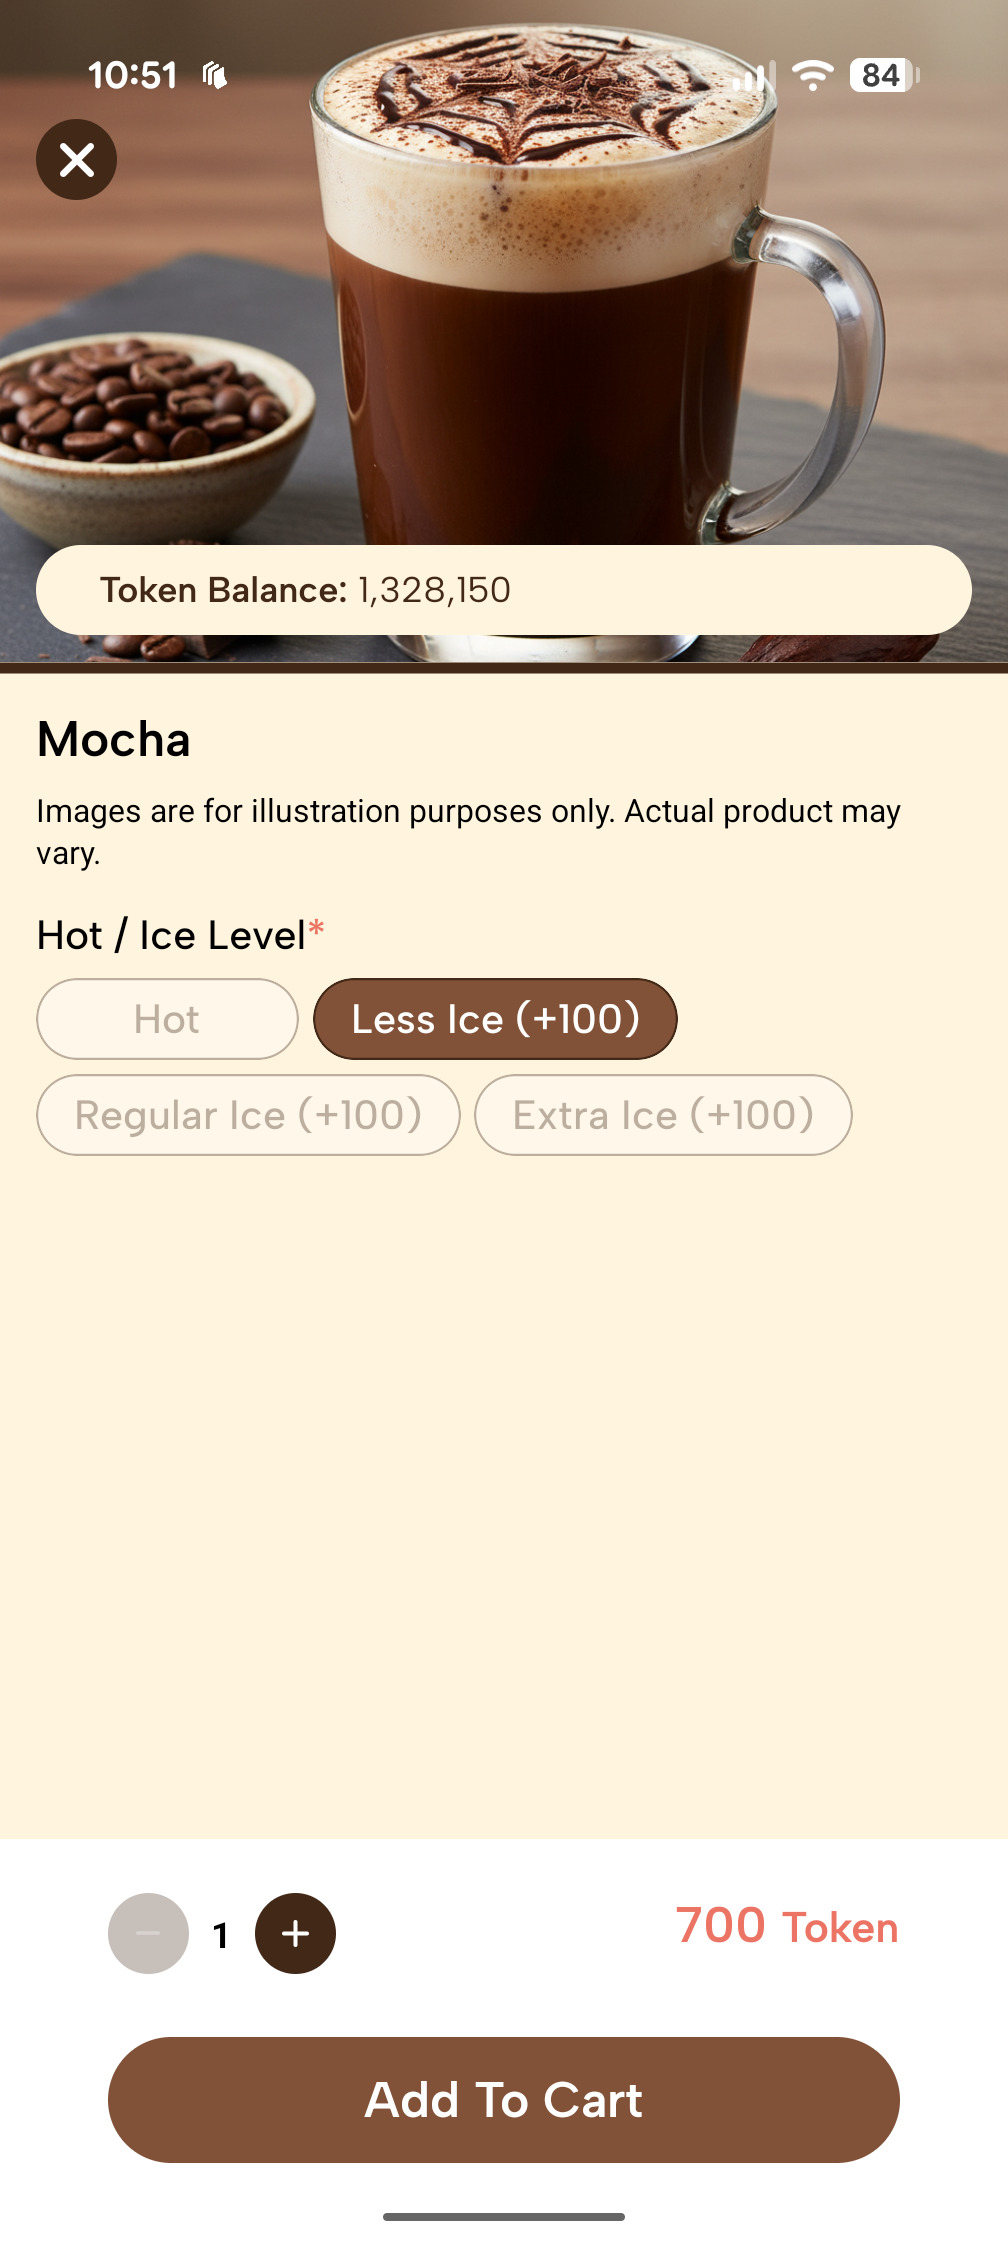 10:51
84
Token Balance: 1,328,150
Mocha
Images are for illustration purposes only. Actual product may
vary.
Hot / Ice Level*
Hot
Less Ice (+100)
Regular Ice (+100)
Extra Ice (+100)
1
700 Token
Add To Cart